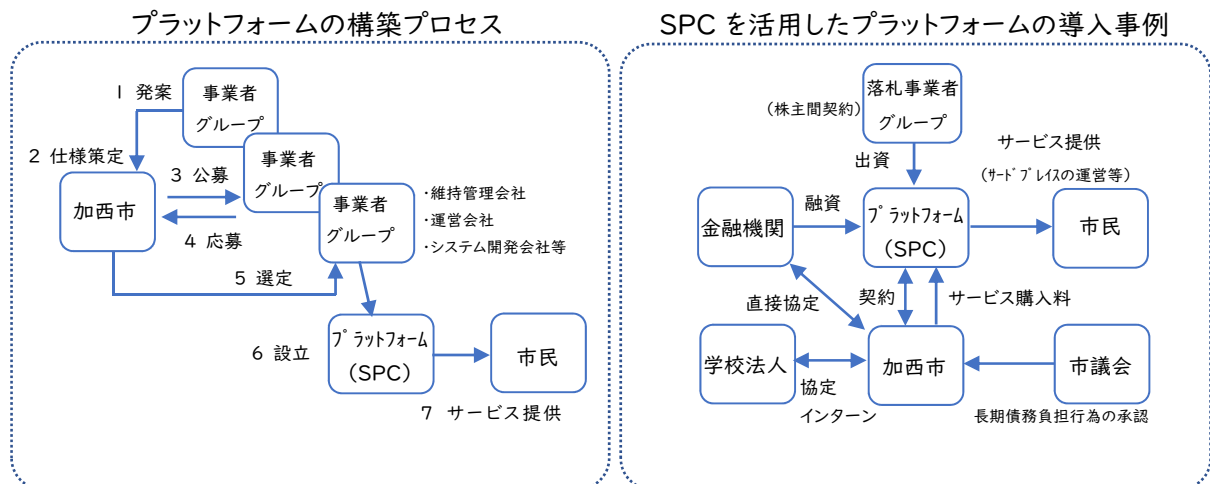 プラットフォームの構築プロセス
1 発案
事業者
グループ
2 仕様策定
3 公募
事業者
グループ
加西市
4 応募
事業者
グループ
・維持管理会社
・運営会社
・システム開発会社等
5 選定
6 設立
プラットフォーム
(SPC)
市民
7 サービス提供
SPC を活用したプラットフォームの導入事例
(株主間契約)
落札事業者
グループ
サービス提供
(サードプレイスの運営等)
出資
金融機関
融資
プラットフォーム
(SPC)
市民
直接協定
契約
サービス購入料
学校法人
協定
インターン
加西市
市議会
長期債務負担行為の承認